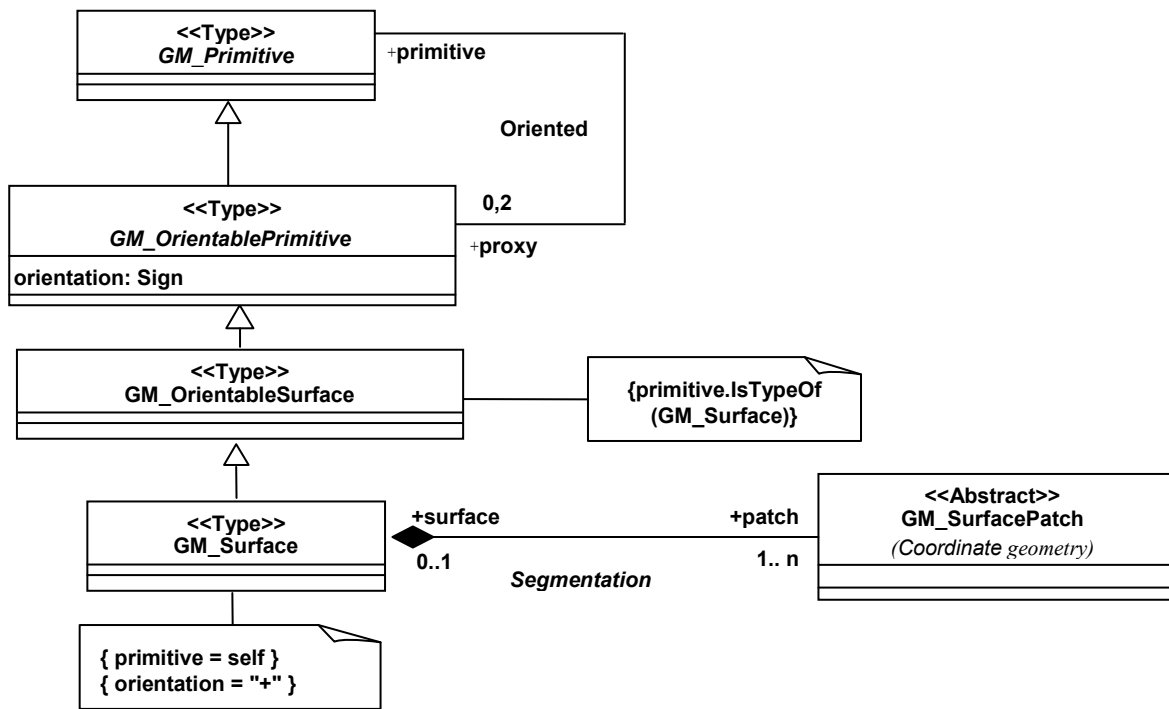 <<Type>>
GM_Primitive
+primitive
Oriented
<<Type>>
GM_OrientablePrimitive
0,2
+proxy
orientation: Sign
<<Type>>
GM_OrientableSurface
{primitive.IsTypeOf
(GM_Surface)}
<<Type>>
GM_Surface
+surface
0..1
Segmentation
+patch
1.. n
<<Abstract>>
GM_SurfacePatch
(Coordinate geometry)
{ primitive = self }
{ orientation = "+" }